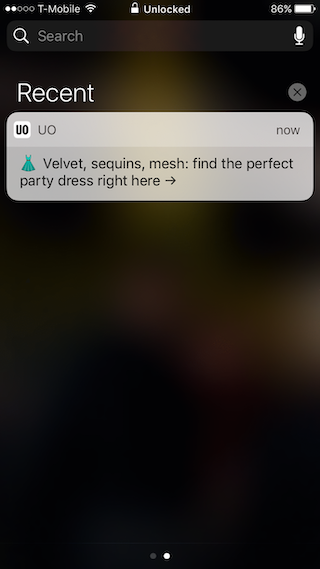 T-Mobile Unlocked 86%
Search
Recent
UO UO now
👗 Velvet, sequins, mesh: find the perfect
party dress right here →